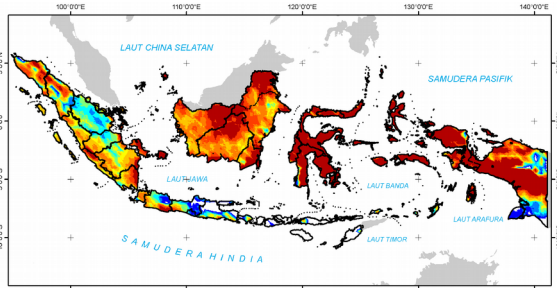 100°0'0"E 110°0'0"E 120°0'0"E 130°0'0"E 140°0'0"E
LAUT CHINA SELATAN
SAMUDERA PASIFIK
LAUT JAWA
LAUT BANDA
LAUT ARAFURA
LAUT TIMOR
SAMUDERA HINDIA